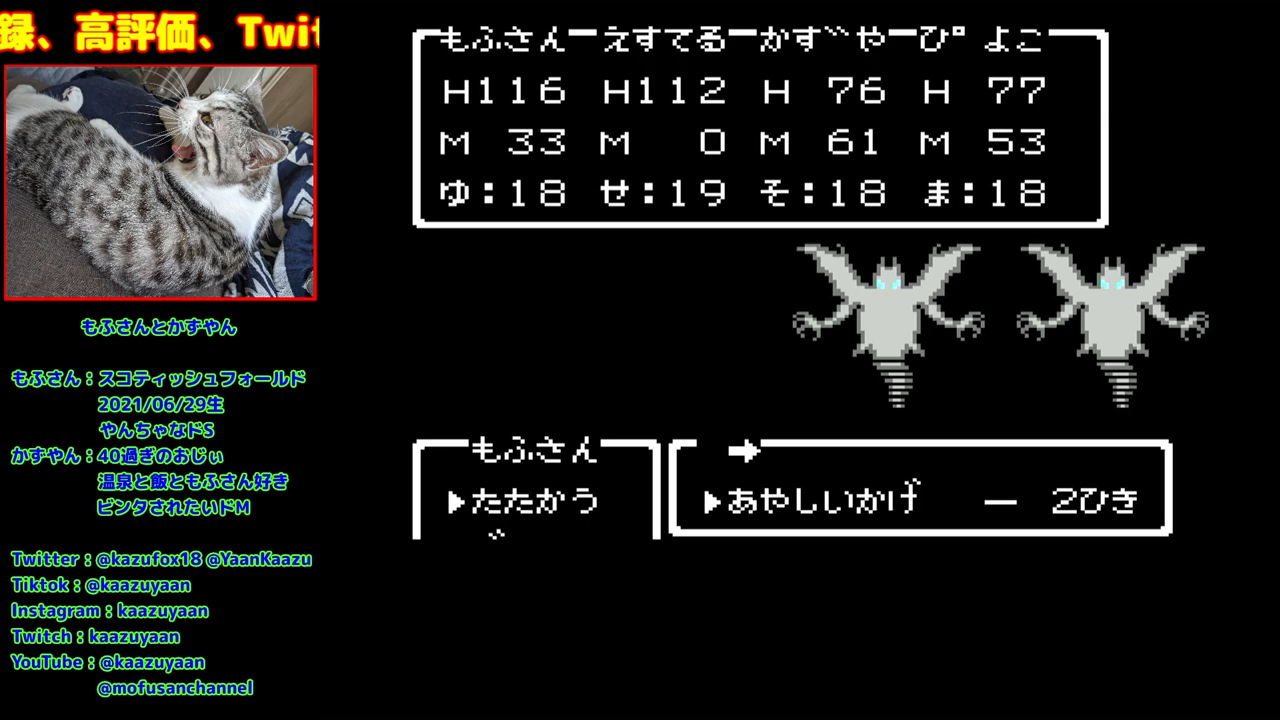 録、高評価、Twit
もふさんとかずやん
もふさん：スコティッシュフォールド
2021/06/29生
やんちゃなドS
かずやん：40過ぎのおじぃ
温泉と飯ともふさん好き
ビンタされたいドM
Twitter：@kazufox18 @YaanKaazu
Tiktok：@kaazuyaan
Instagram：kaazuyaan
Twitch：kaazuyaan
YouTube：@kaazuyaan
@mofusanchannel
もふさん えすてる かずや ぴよこ
H116 H112 H 76 H 77
M 33 M 0 M 61 M 53
ゆ:18 せ:19 そ:18 ま:18
もふさん
▶たたかう
➡
▶あやしいかげ ー 2ひき